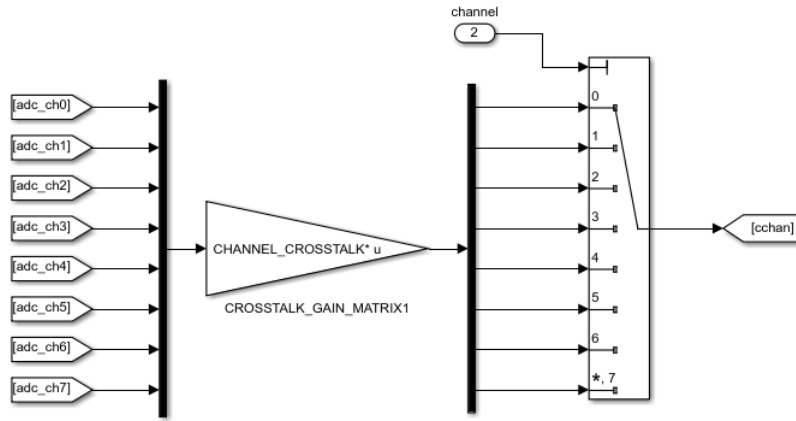 channel
2
[adc_ch0]
[adc_ch1]
[adc_ch2]
[adc_ch3]
[adc_ch4]
[adc_ch5]
[adc_ch6]
[adc_ch7]
CHANNEL_CROSSTALK* u
CROSSTALK_GAIN_MATRIX1
0
1
2
3
4
5
6
*, 7
[cchan]